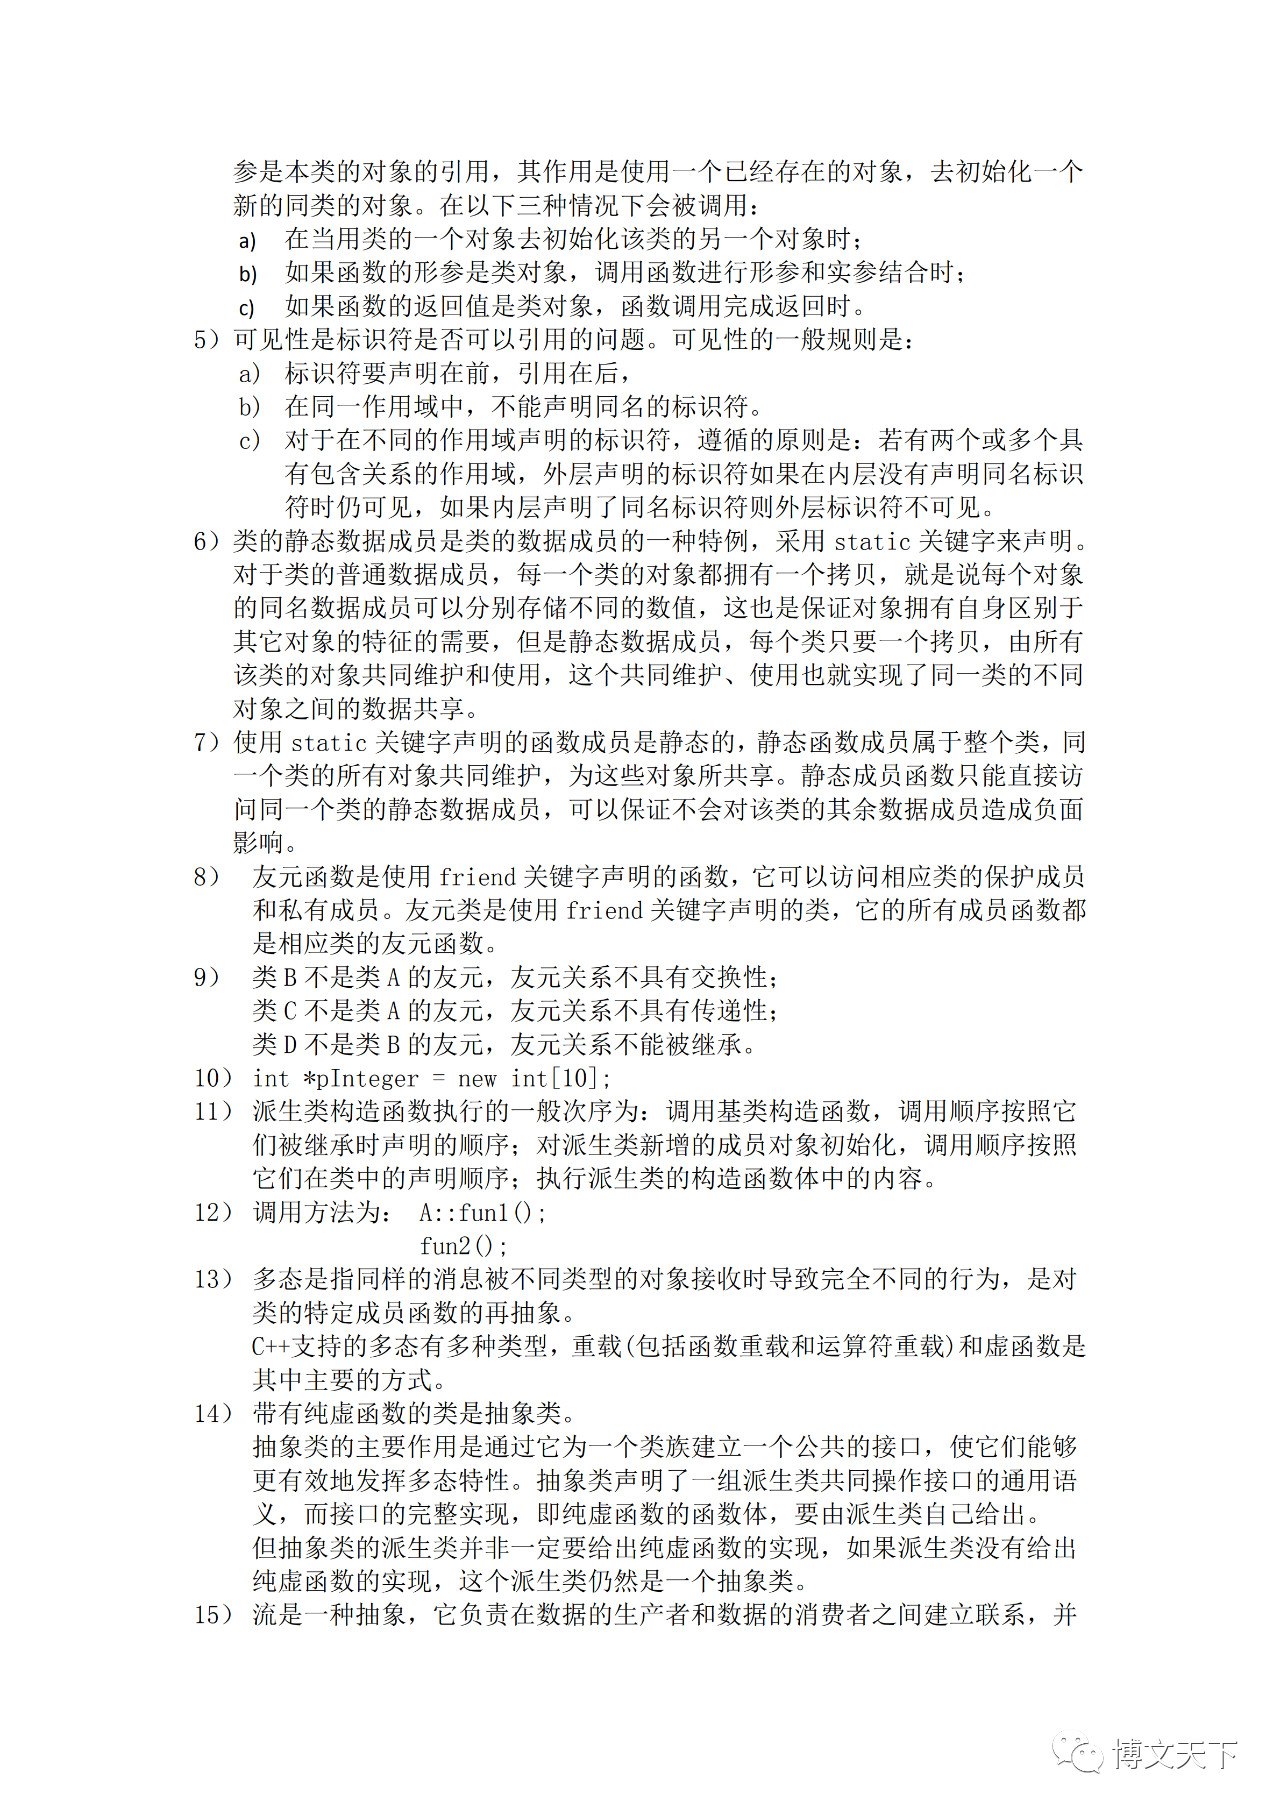 参是本类的对象的引用，其作用是使用一个已经存在的对象，去初始化一个
新的同类的对象。在以下三种情况下会被调用：
a) 在当用类的一个对象去初始化该类的另一个对象时；
b) 如果函数的形参是类对象，调用函数进行形参和实参结合时；
c) 如果函数的返回值是类对象，函数调用完成返回时。
5）可见性是标识符是否可以引用的问题。可见性的一般规则是：
a) 标识符要声明在前，引用在后，
b) 在同一作用域中，不能声明同名的标识符。
c) 对于在不同的作用域声明的标识符，遵循的原则是：若有两个或多个具
有包含关系的作用域，外层声明的标识符如果在内层没有声明同名标识
符时仍可见，如果内层声明了同名标识符则外层标识符不可见。
6）类的静态数据成员是类的数据成员的一种特例，采用 static 关键字来声明。
对于类的普通数据成员，每一个类的对象都拥有一个拷贝，就是说每个对象
的同名数据成员可以分别存储不同的数值，这也是保证对象拥有自身区别于
其它对象的特征的需要，但是静态数据成员，每个类只要一个拷贝，由所有
该类的对象共同维护和使用，这个共同维护、使用也就实现了同一类的不同
对象之间的数据共享。
7）使用 static 关键字声明的函数成员是静态的，静态函数成员属于整个类，同
一个类的所有对象共同维护，为这些对象所共享。静态成员函数只能直接访
问同一个类的静态数据成员，可以保证不会对该类的其余数据成员造成负面
影响。
8） 友元函数是使用 friend 关键字声明的函数，它可以访问相应类的保护成员
和私有成员。友元类是使用 friend 关键字声明的类，它的所有成员函数都
是相应类的友元函数。
9） 类 B 不是类 A 的友元，友元关系不具有交换性；
类 C 不是类 A 的友元，友元关系不具有传递性；
类 D 不是类 B 的友元，友元关系不能被继承。
10） int *pInteger = new int[10];
11） 派生类构造函数执行的一般次序为：调用基类构造函数，调用顺序按照它
们被继承时声明的顺序；对派生类新增的成员对象初始化，调用顺序按照
它们在类中的声明顺序；执行派生类的构造函数体中的内容。
12） 调用方法为： A::fun1();
fun2();
13） 多态是指同样的消息被不同类型的对象接收时导致完全不同的行为，是对
类的特定成员函数的再抽象。
C++支持的多态有多种类型，重载(包括函数重载和运算符重载)和虚函数是
其中主要的方式。
14） 带有纯虚函数的类是抽象类。
抽象类的主要作用是通过它为一个类族建立一个公共的接口，使它们能够
更有效地发挥多态特性。抽象类声明了一组派生类共同操作接口的通用语
义，而接口的完整实现，即纯虚函数的函数体，要由派生类自己给出。
但抽象类的派生类并非一定要给出纯虚函数的实现，如果派生类没有给出
纯虚函数的实现，这个派生类仍然是一个抽象类。
15） 流是一种抽象，它负责在数据的生产者和数据的消费者之间建立联系，并
博文天下